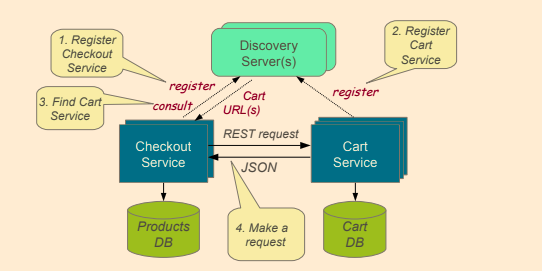 1. Register
Checkout
Service
Discovery
Server(s)
2. Register
Cart
Service
register
consult
Cart
URL(s)
register
3. Find Cart
Service
REST request
Checkout
Service
Cart
Service
JSON
Products
DB
4. Make a
request
Cart
DB